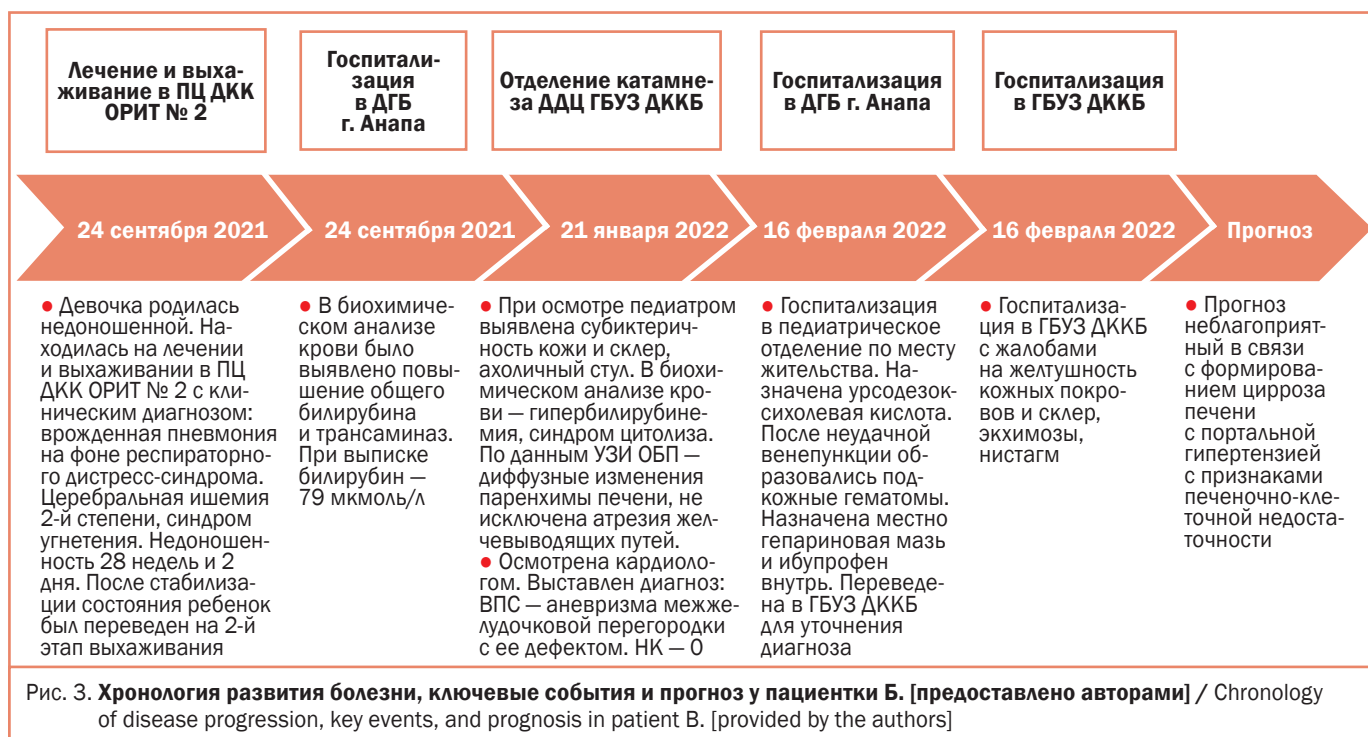 Лечение и выха-
живание в ПЦ ДКК
ОРИТ № 2
Госпитали-
зация
в ДГБ
г. Анапа
Отделение катамне-
за ДДЦ ГБУЗ ДККБ
Госпитализация
в ДГБ г. Анапа
Госпитализация
в ГБУЗ ДККБ
24 сентября 2021
24 сентября 2021
21 января 2022
16 февраля 2022
16 февраля 2022
Прогноз
● Девочка родилась
недоношенной. На-
ходилась на лечении
и выхаживании в ПЦ
ДКК ОРИТ № 2 с кли-
ническим диагнозом:
врожденная пневмония
на фоне респираторно-
го дистресс-синдрома.
Церебральная ишемия
2-й степени, синдром
угнетения. Недоношен-
ность 28 недель и 2
дня. После стабилиза-
ции состояния ребенок
был переведен на 2-й
этап выхаживания
● В биохимиче-
ском анализе
крови было
выявлено повы-
шение общего
билирубина
и трансаминаз.
При выписке
билирубин —
79 мкмоль/л
● При осмотре педиатром
выявлена субиктерич-
ность кожи и склер,
ахоличный стул. В биохи-
мическом анализе кро-
ви — гипербилирубине-
мия, синдром цитолиза.
По данным УЗИ ОБП —
диффузные изменения
паренхимы печени, не
исключена атрезия жел-
чевыводящих путей.
● Осмотрена кардиоло-
гом. Выставлен диагноз:
ВПС — аневризма межже-
лудочковой перегородки
с ее дефектом. НК — 0
● Госпитализация
в педиатрическое
отделение по месту
жительства. На-
значена урсодезок-
сихолевая кислота.
После неудачной
венепункции об-
разовались под-
кожные гематомы.
Назначена местно
гепариновая мазь
и ибупрофен
внутрь. Переведе-
на в ГБУЗ ДККБ
для уточнения
диагноза
● Госпитализа-
ция в ГБУЗ ДККБ
с жалобами
на желтушность
кожных покро-
вов и склер,
экхимозы,
нистагм
● Прогноз
неблагоприят-
ный в связи
с формирова-
нием цирроза
печени
с портальной
гипертензией
с признаками
печеночно-кле-
точной недоста-
точности
Рис. 3. Хронология развития болезни, ключевые события и прогноз у пациентки Б. [предоставлено авторами] / Chronology
of disease progression, key events, and prognosis in patient B. [provided by the authors]